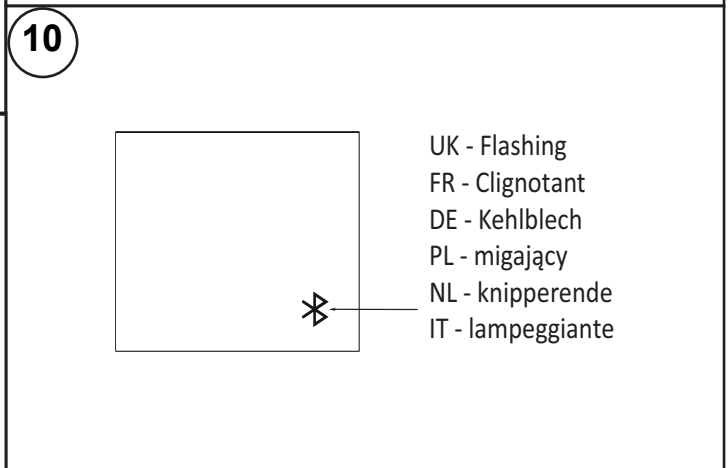 10
UK - Flashing
FR - Clignotant
DE - Kehlblech
PL - migający
NL - knipperende
IT - lampeggiante